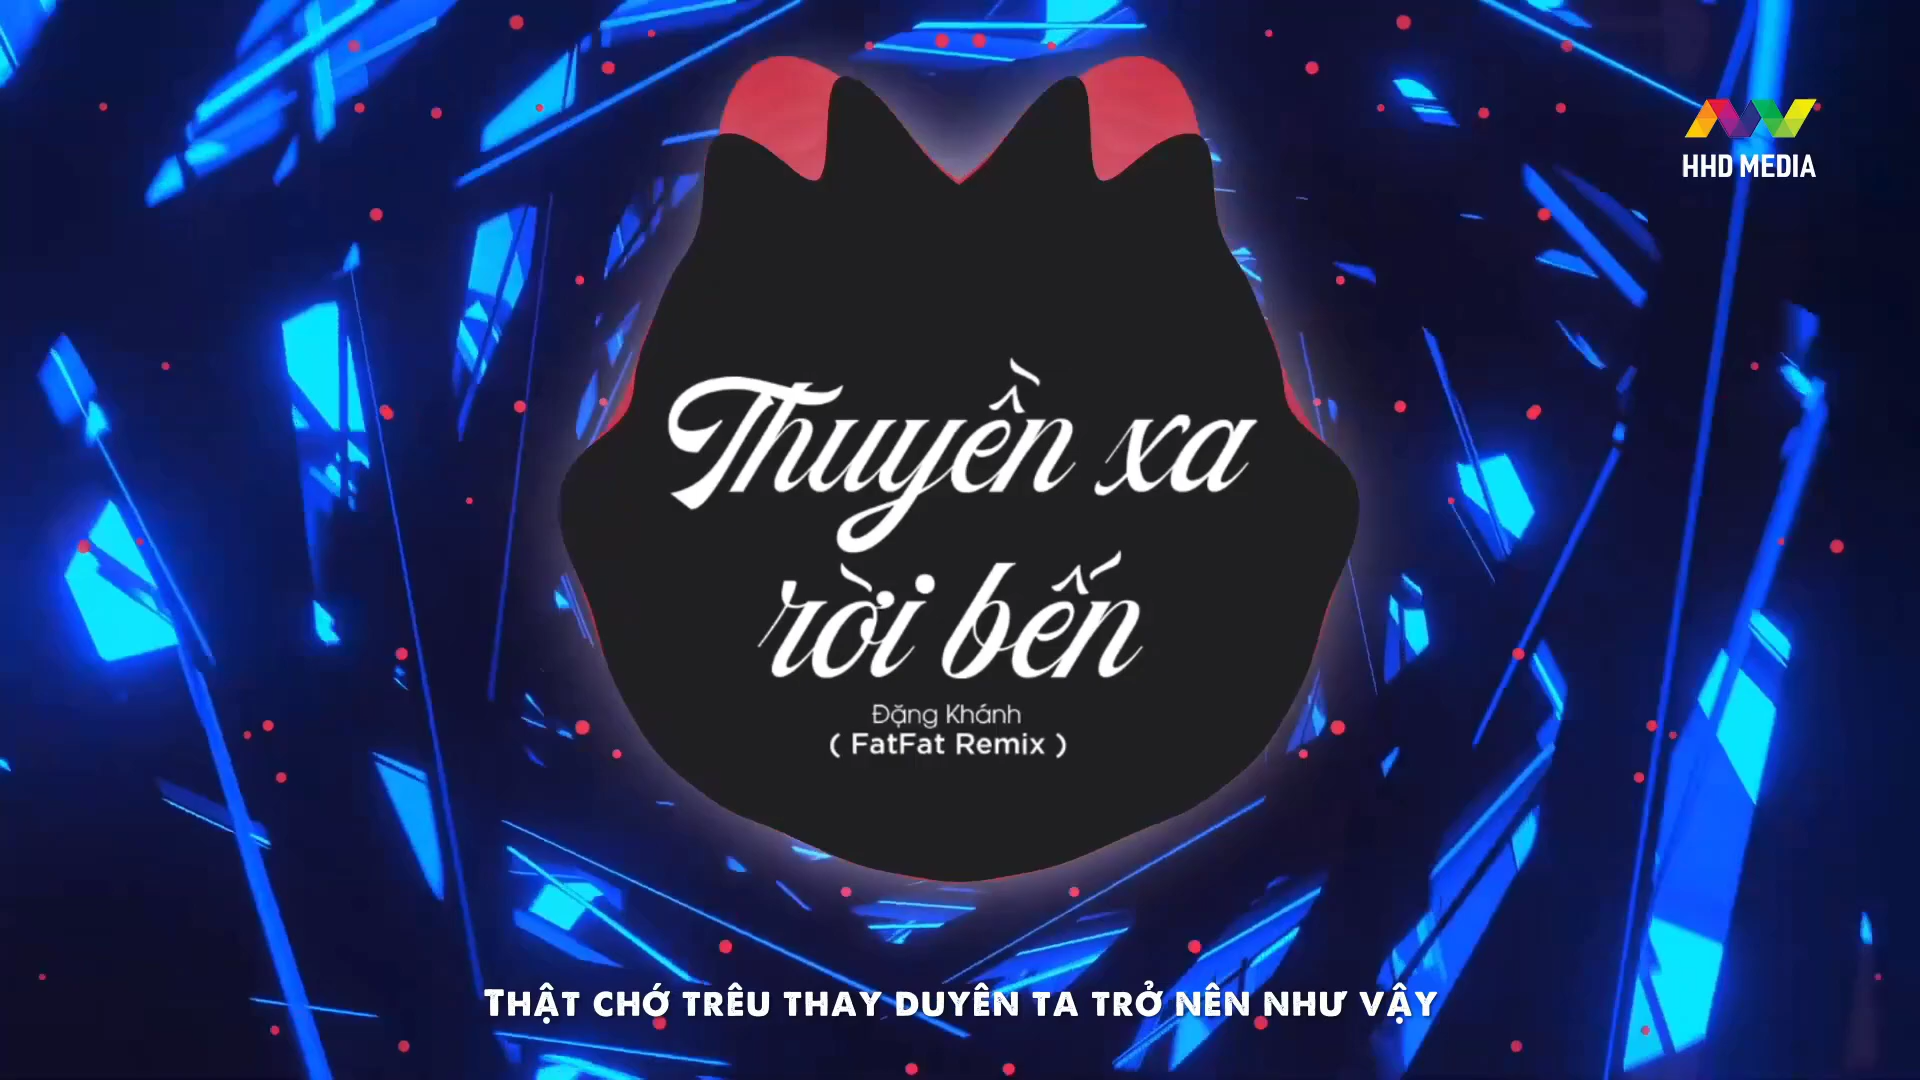 HHD MEDIA
Thuyền xa
rời bến
Đặng Khánh
( FatFat Remix )
THẬT CHỚ TRÊU THAY DUYÊN TA TRỞ NÊN NHƯ VẬY